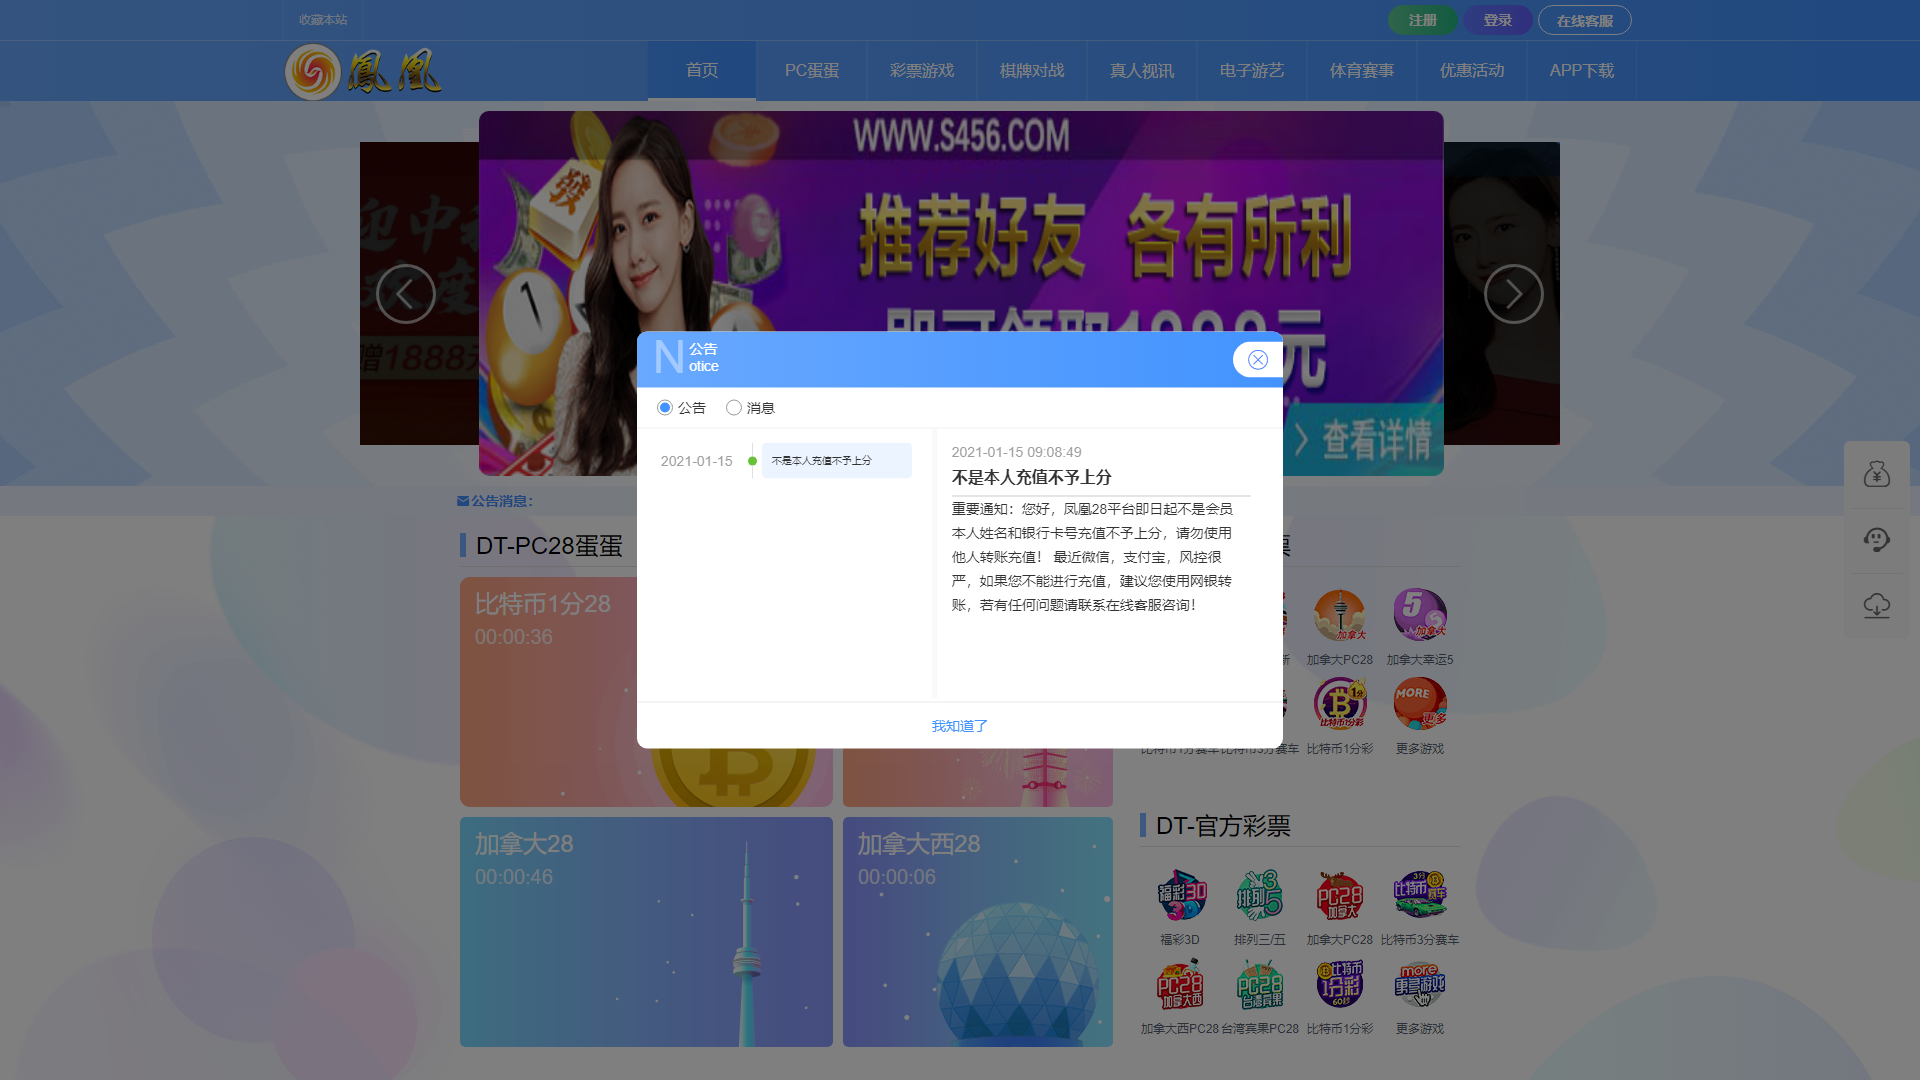 收藏本站
注册
登录
在线客服
鳳凰
首页
PC蛋蛋
彩票游戏
棋牌对战
真人视讯
电子游艺
体育赛事
优惠活动
APP下载
WWW.S456.COM
推荐好友 各有所利
查看详情
赠1888元
N
公告
otice
公告
消息
2021-01-15
不是本人充值不予上分
2021-01-15 09:08:49
不是本人充值不予上分
重要通知：您好，凤凰28平台即日起不是会员
本人姓名和银行卡号充值不予上分，请勿使用
他人转账充值！ 最近微信，支付宝，风控很
严，如果您不能进行充值，建议您使用网银转
账，若有任何问题请联系在线客服咨询！
我知道了
公告消息：
DT-PC28蛋蛋
比特币1分28
00:00:36
加拿大28
00:00:46
加拿大西28
00:00:06
加拿大PC28
加拿大幸运5
比特币1分赛车
比特币3分赛车
比特币1分彩
更多游戏
DT-官方彩票
福彩3D
排列三/五
加拿大PC28
比特币3分赛车
加拿大西PC28
台湾宾果PC28
比特币1分彩
更多游戏